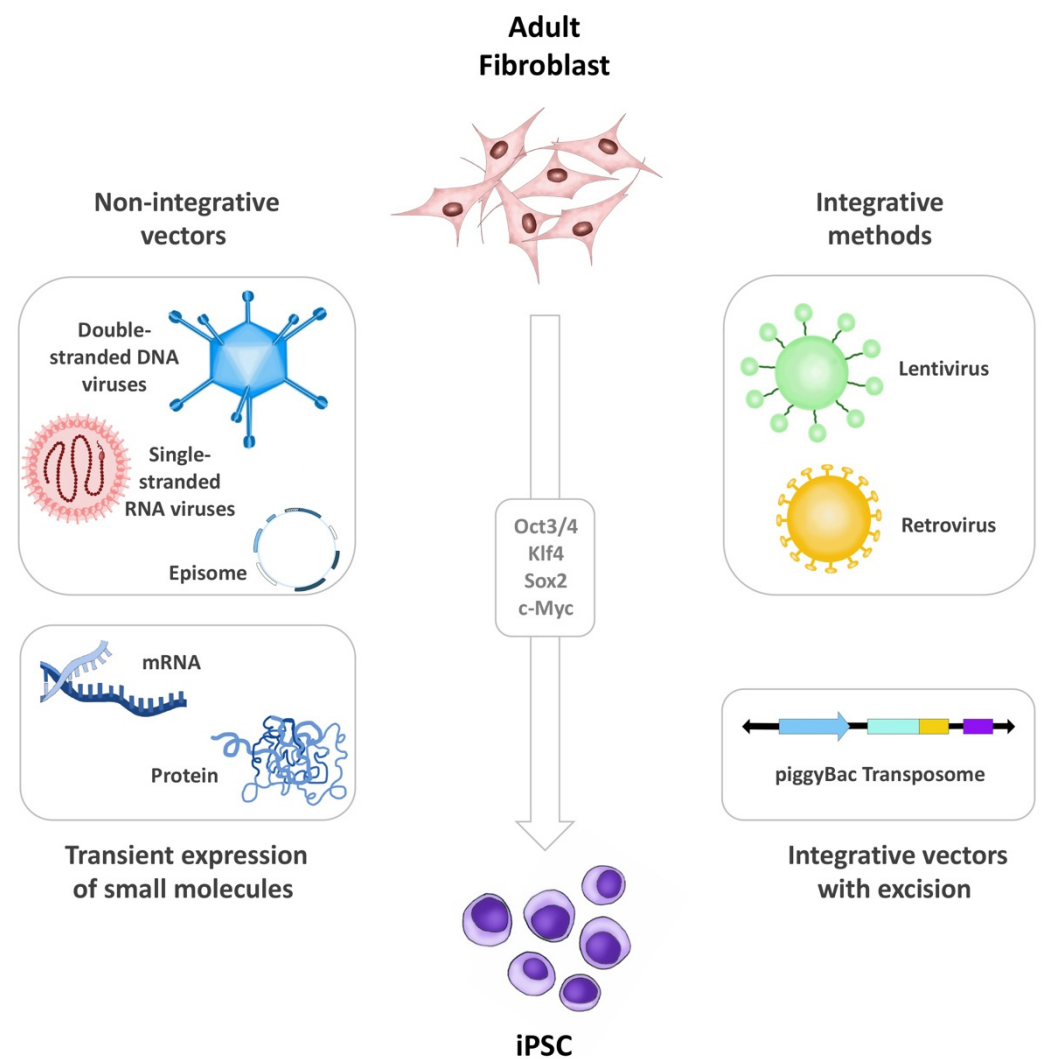 Adult
Fibroblast
Non-integrative
vectors
Double-
stranded DNA
viruses
Single-
stranded
RNA viruses
Episome
mRNA
Protein
Transient expression
of small molecules
Oct3/4
Klf4
Sox2
c-Myc
iPSC
Integrative
methods
Lentivirus
Retrovirus
piggyBac Transposome
Integrative vectors
with excision